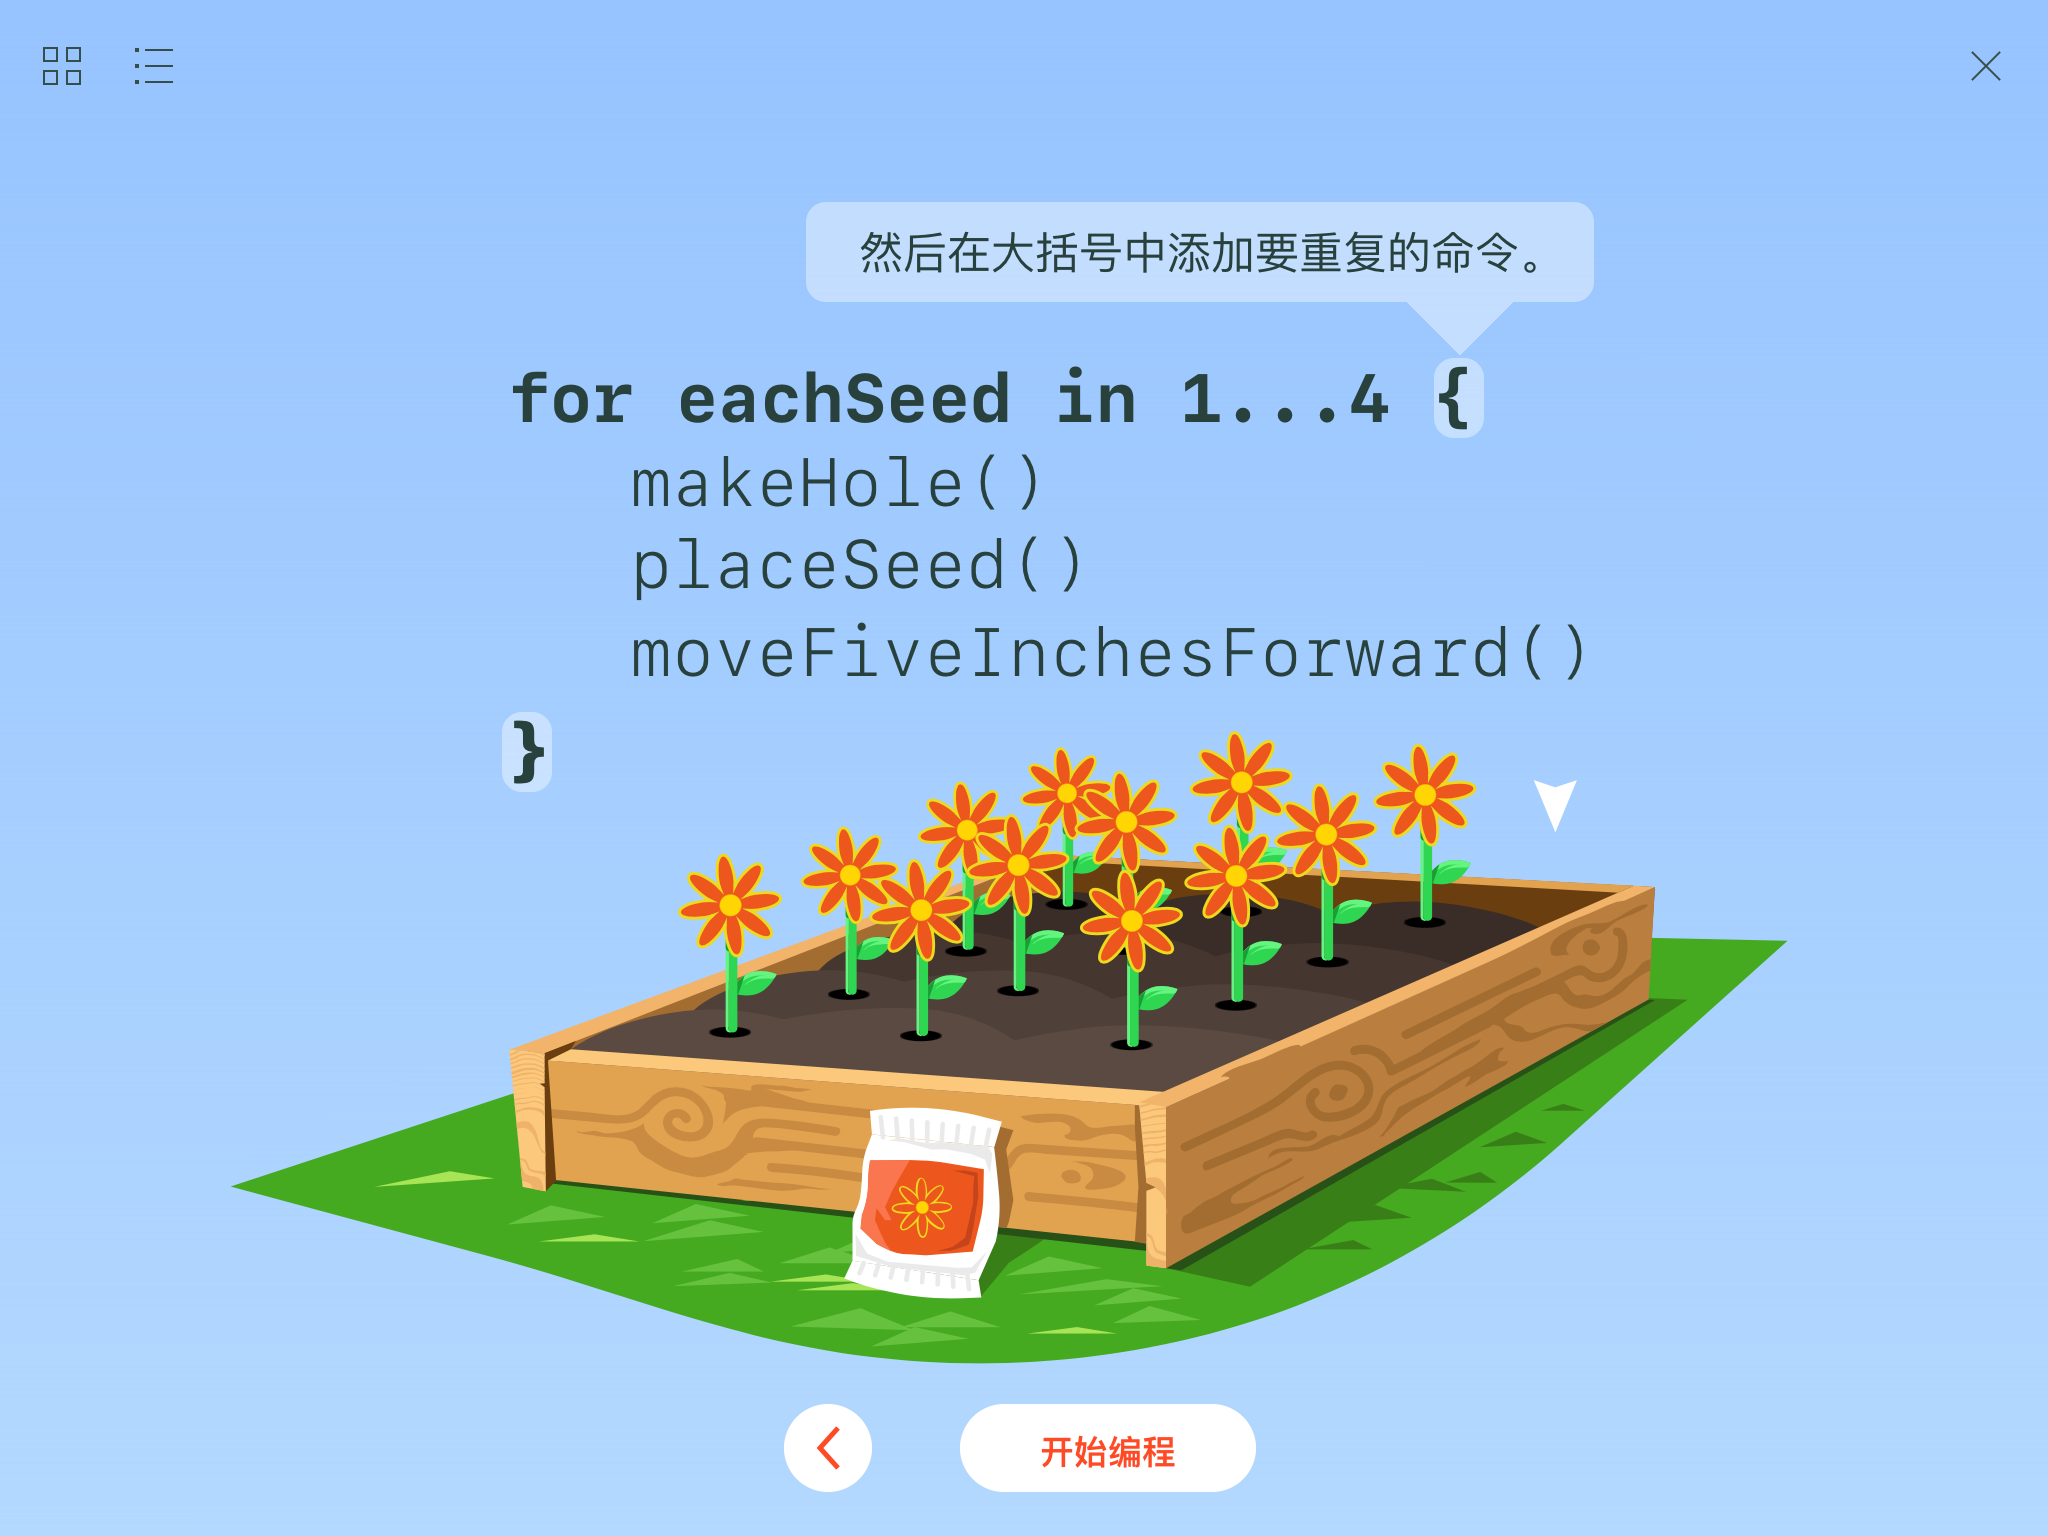 然后在大括号中添加要重复的命令。
for eachSeed in 1...4 {
makeHole()
placeSeed()
moveFiveInchesForward()
}
开始编程